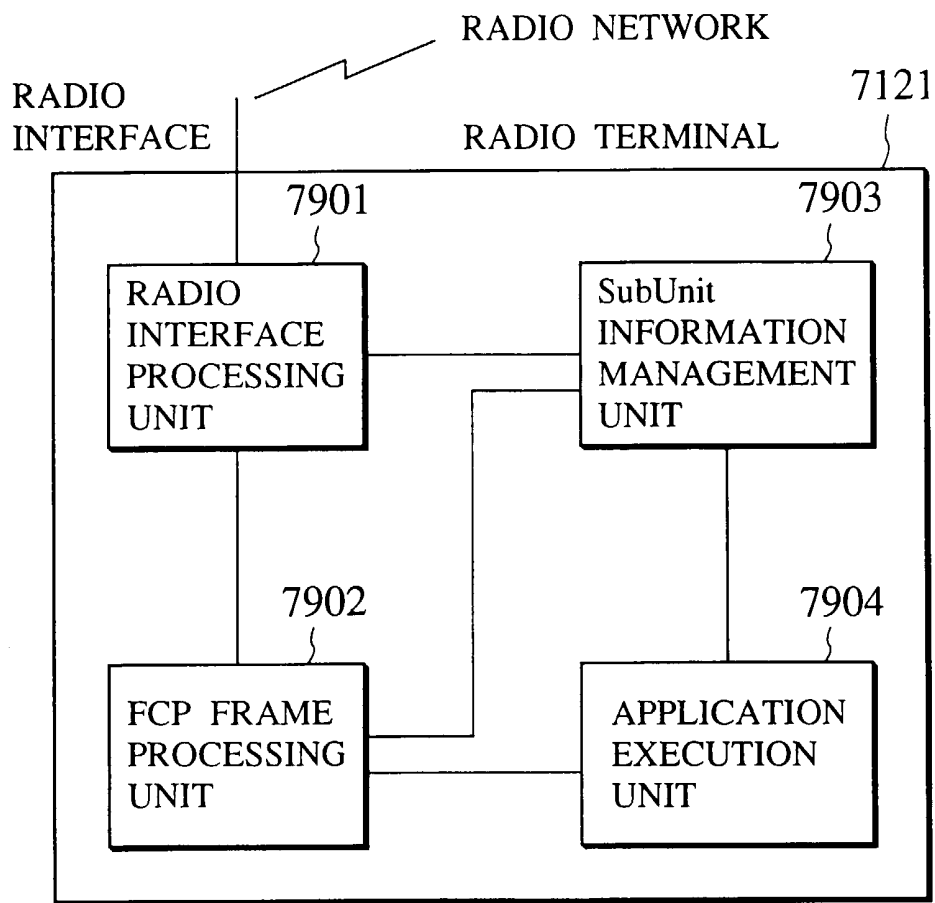 RADIO NETWORK
RADIO
INTERFACE
RADIO TERMINAL
7121
7901
7903
RADIO
INTERFACE
PROCESSING
UNIT
SubUnit
INFORMATION
MANAGEMENT
UNIT
7902
7904
FCP FRAME
PROCESSING
UNIT
APPLICATION
EXECUTION
UNIT